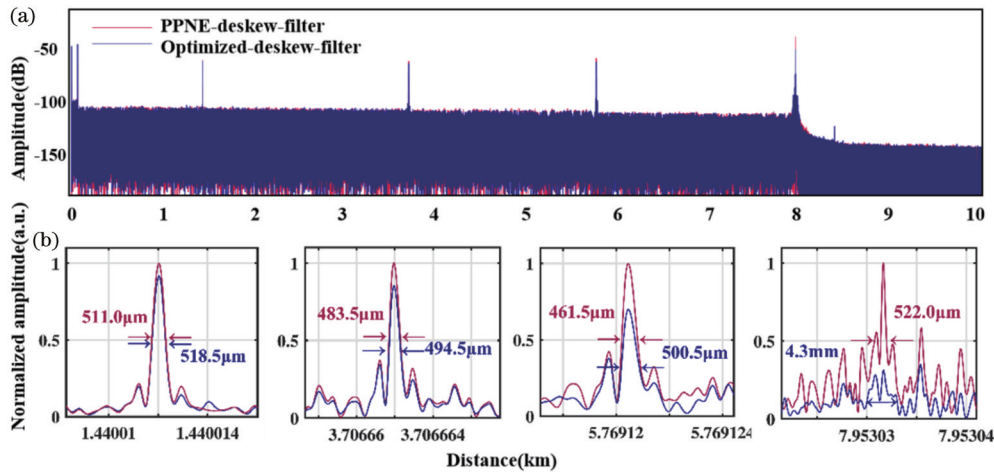 (a)
PPNE-deskew-filter
Optimized-deskew-filter
Amplitude(dB)
-50
-100
-150
0 1 2 3 4 5 6 7 8 9 10
(b)
Normalized amplitude(a.u.)
1 0.5 0
511.0μm
518.5μm
1.44001 1.440014
1 0.5 0
483.5μm
494.5μm
3.706666 3.706664
1 0.5 0
461.5μm
500.5μm
5.76912 5.769124
1 0.5 0
522.0μm
4.3mm
7.95303 7.95304
Distance(km)